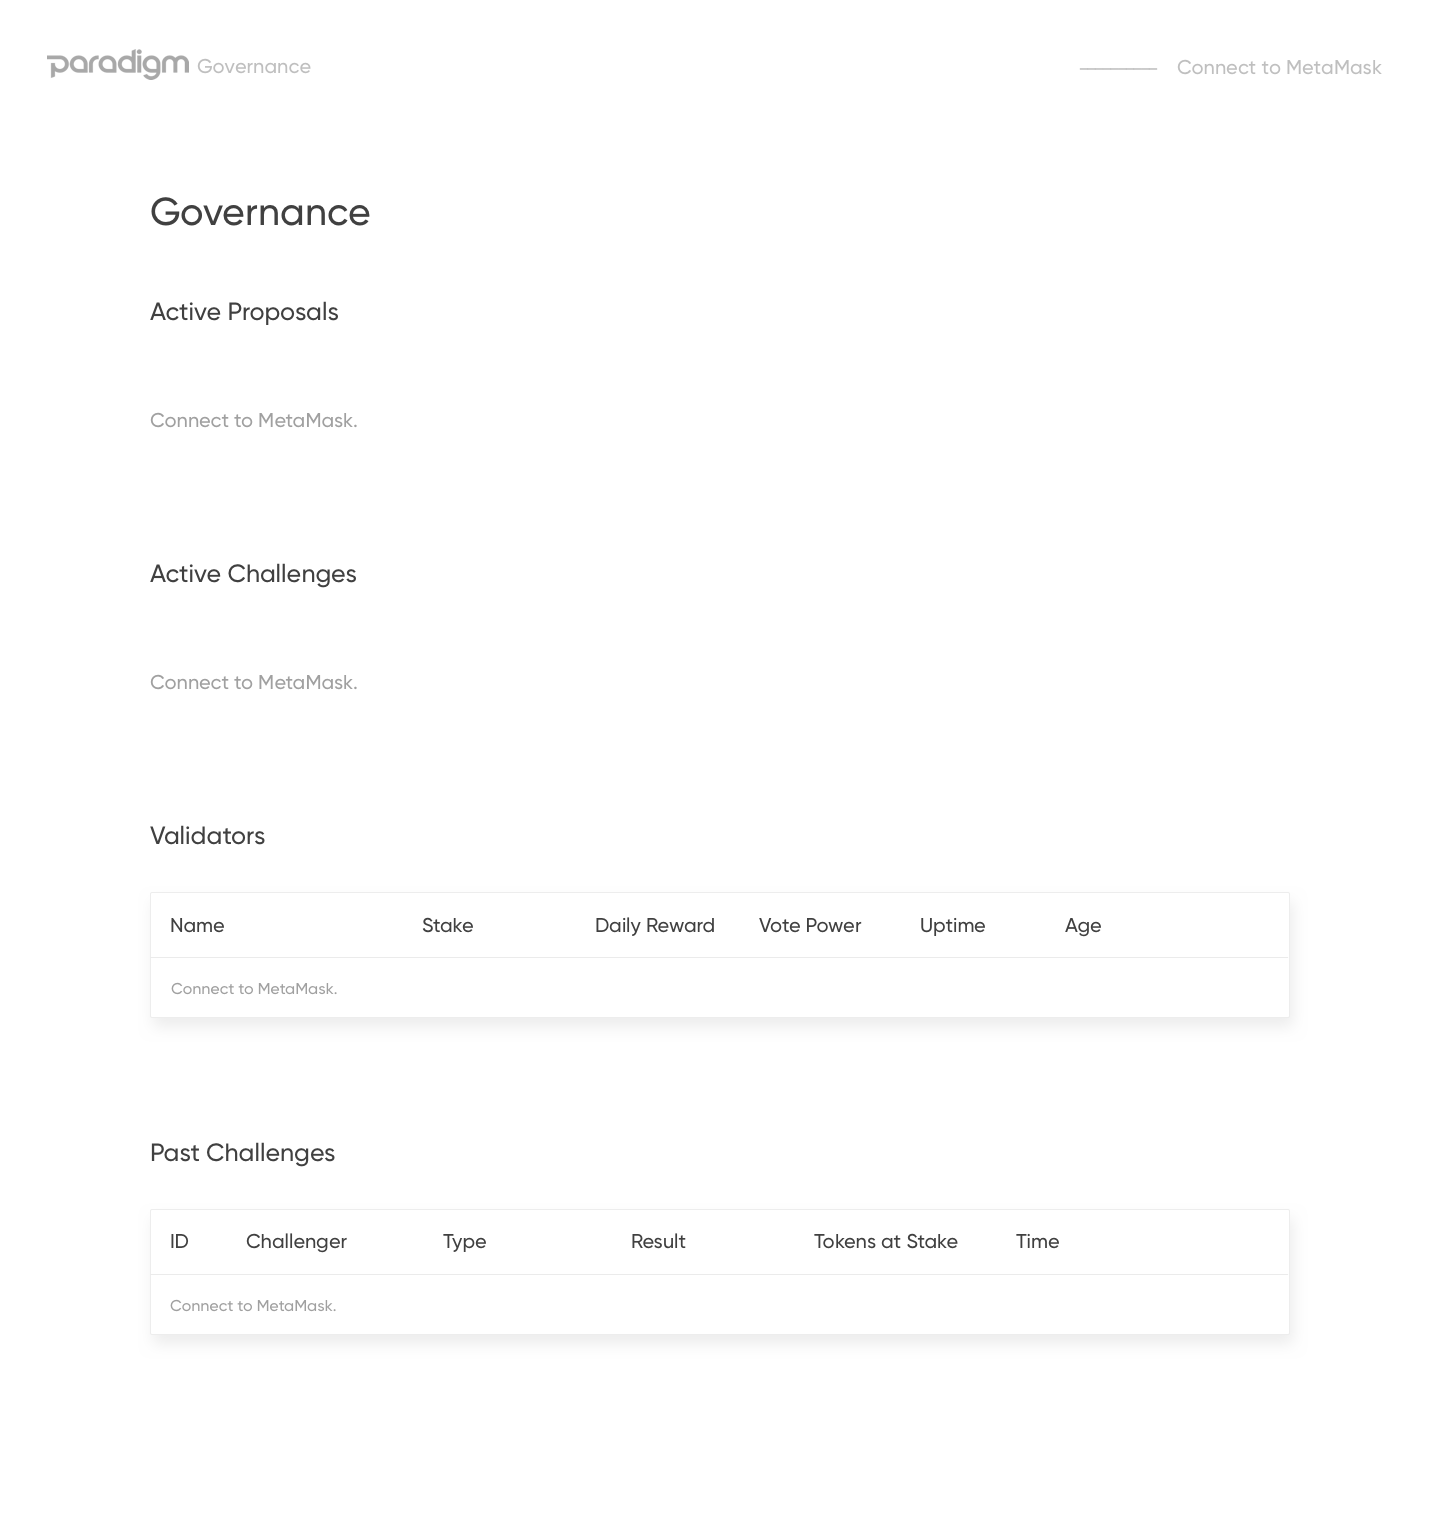 paradigm Governance
Connect to MetaMask
Governance
Active Proposals
Connect to MetaMask.
Active Challenges
Connect to MetaMask.
Validators
Name Stake Daily Reward Vote Power Uptime Age
Connect to MetaMask.
Past Challenges
ID Challenger Type Result Tokens at Stake Time
Connect to MetaMask.